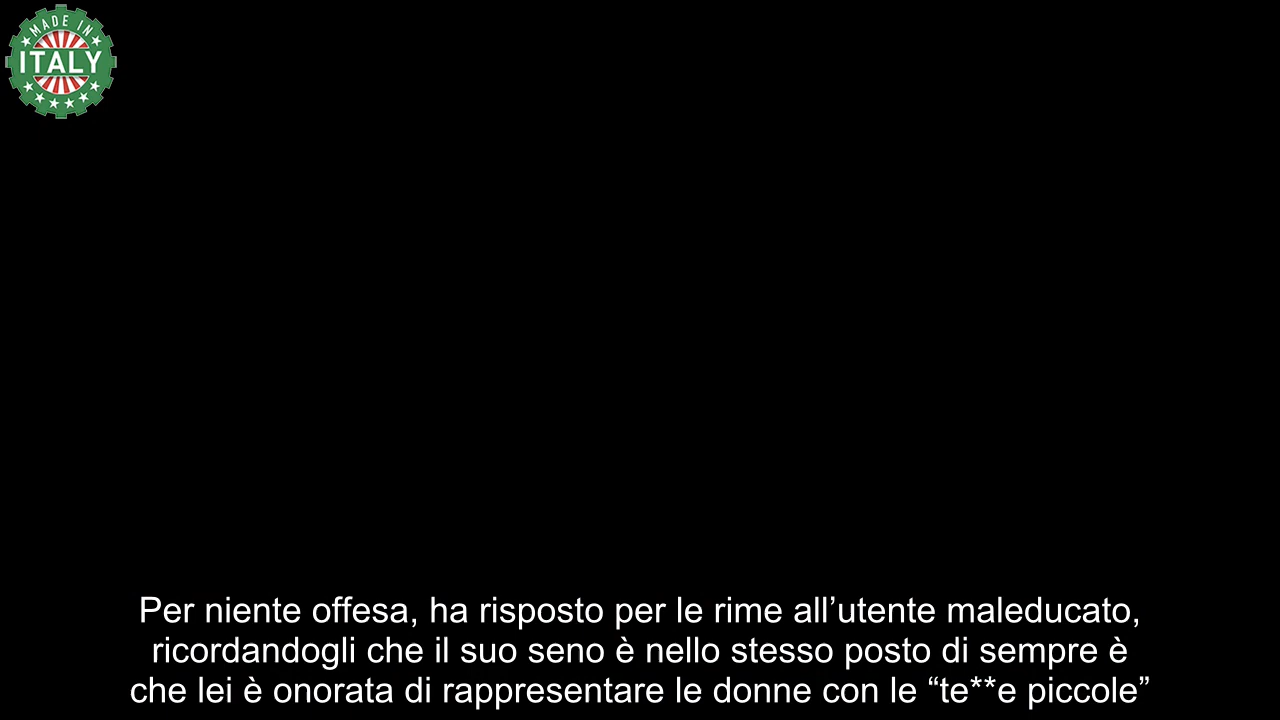 MADE IN
ITALY
Per niente offesa, ha risposto per le rime all’utente maleducato,
ricordandogli che il suo seno è nello stesso posto di sempre è
che lei è onorata di rappresentare le donne con le “te**e piccole”